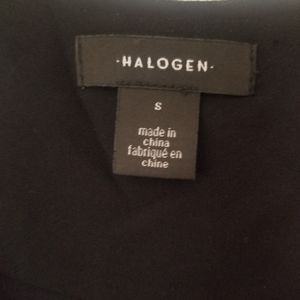 ·HALOGEN·
S
made in
china
fabriqué en
chine